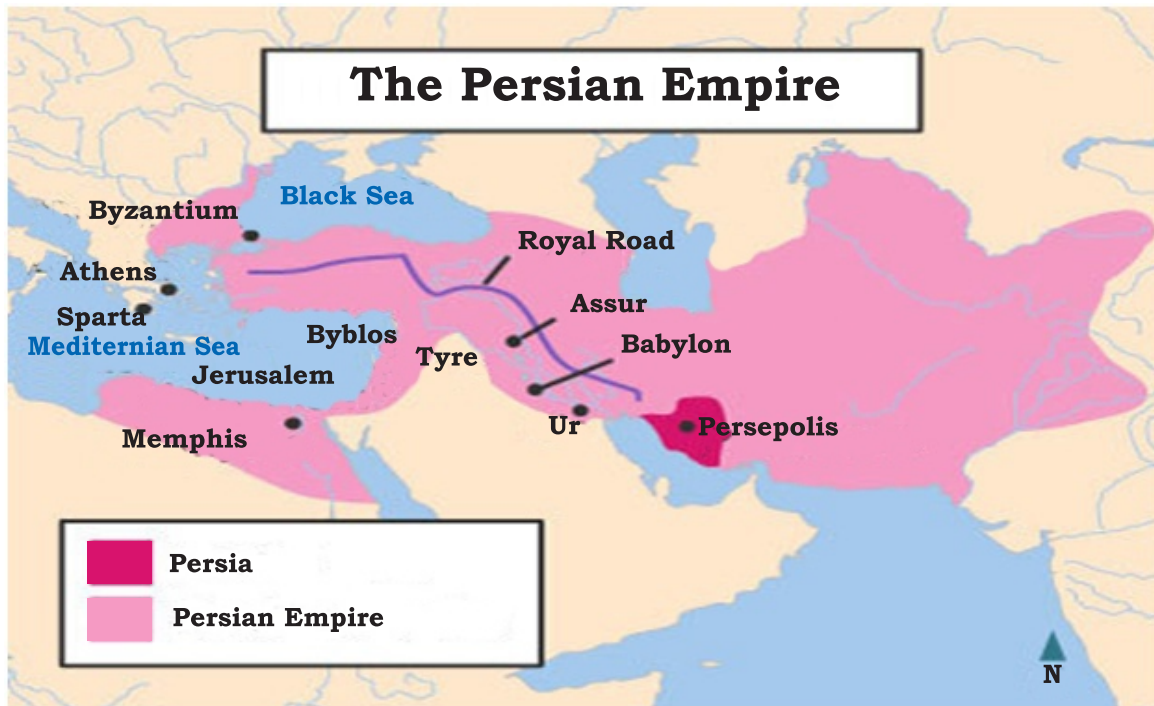 The Persian Empire
Black Sea
Byzantium
Royal Road
Athens
Assur
Sparta
Byblos
Babylon
Mediternian Sea
Tyre
Jerusalem
Ur
Persepolis
Memphis
Persia
Persian Empire
N